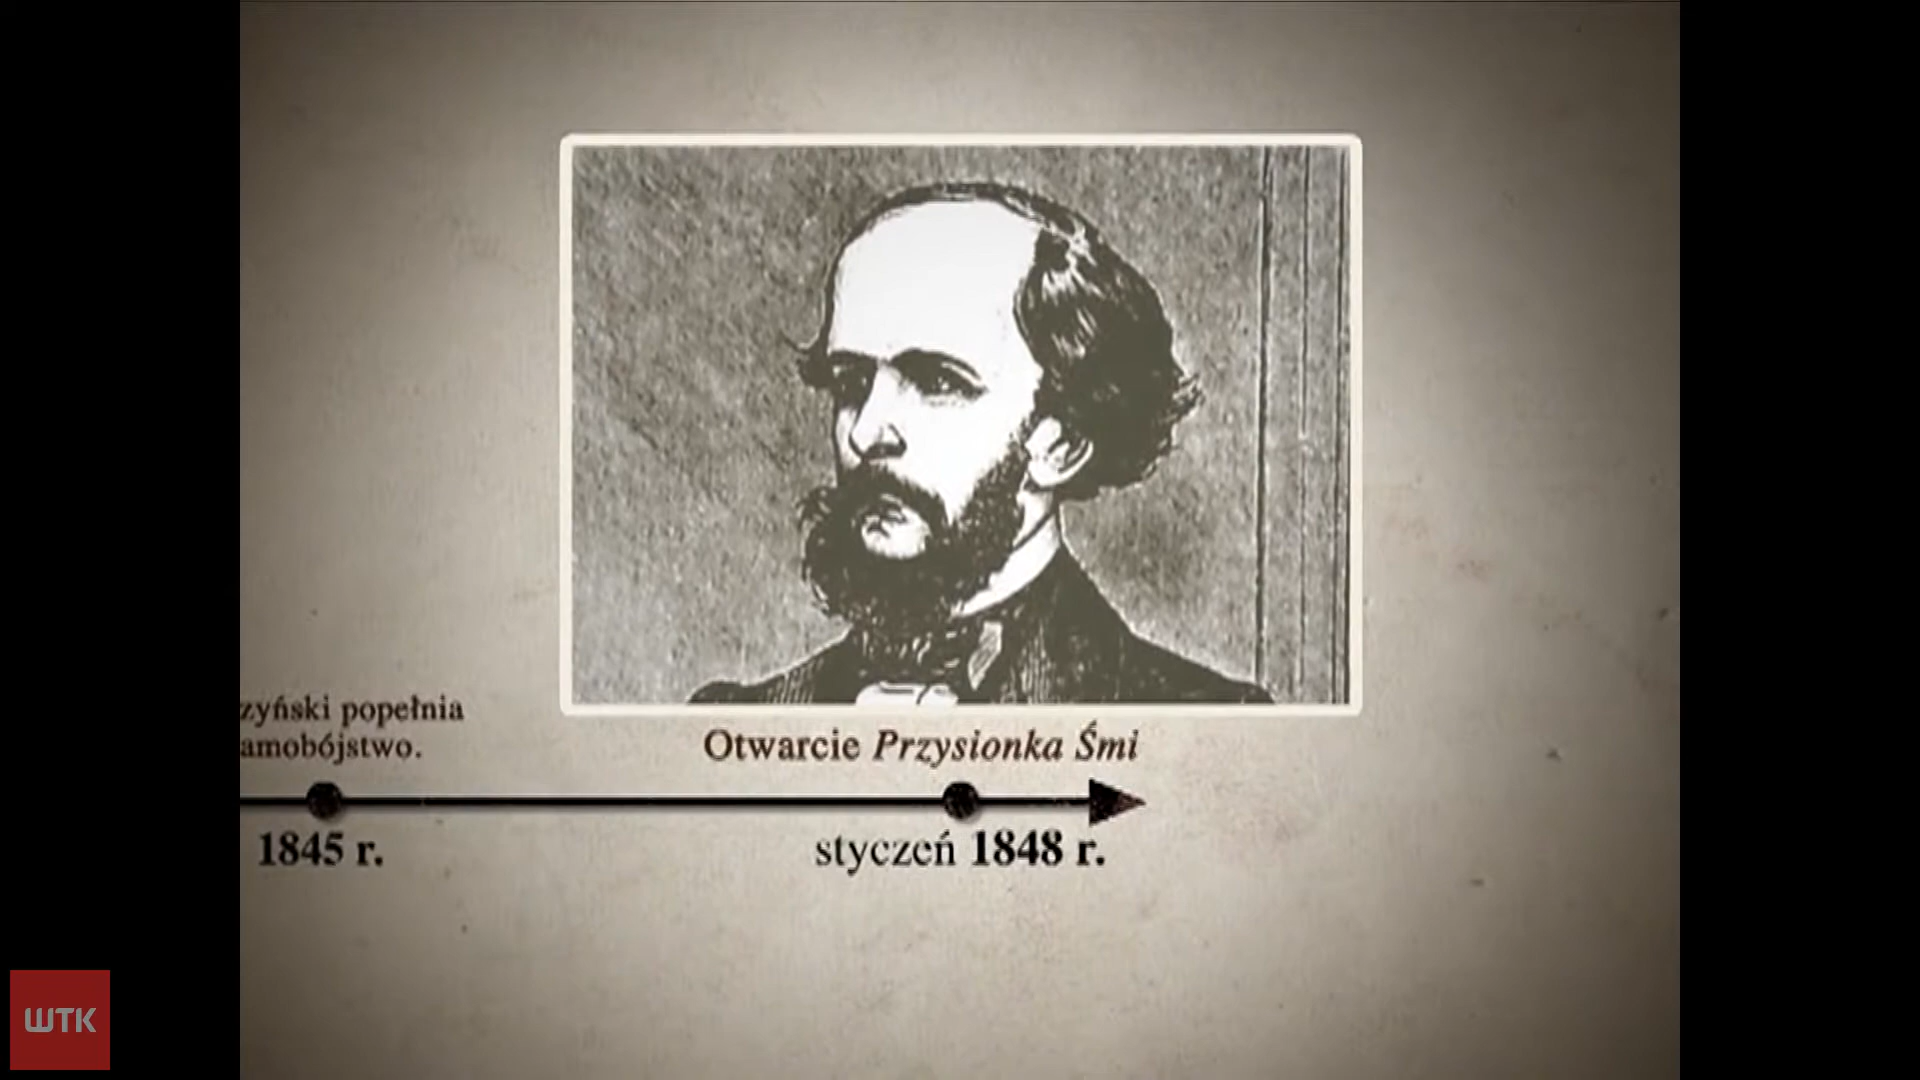 zyński popełnia
amobójstwo.
Otwarcie Przysionka Śmi
1845 r.
styczeń 1848 r.
WTK